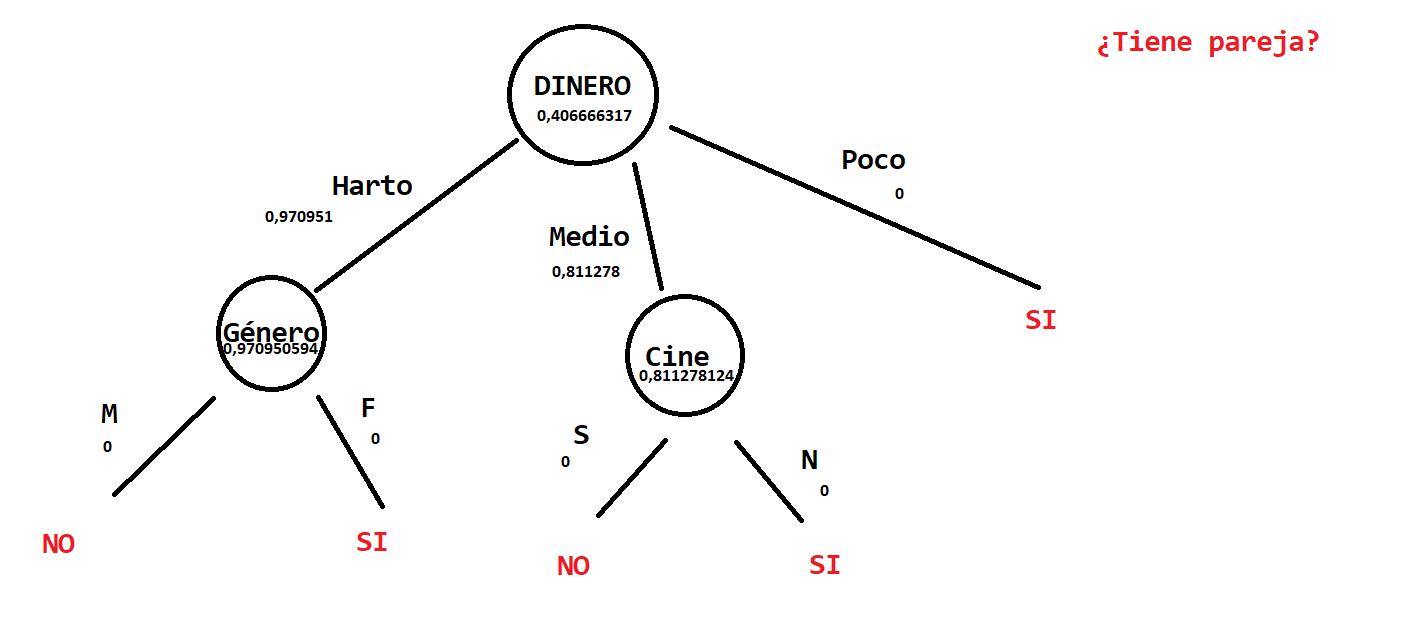 ¿Tiene pareja?
DINERO
0,406666317
Poco
0
Harto
0,970951
Medio
0,811278
SI
Género
0,970950594
Cine
0,811278124
M
0
F
0
S
0
N
0
NO
SI
NO
SI